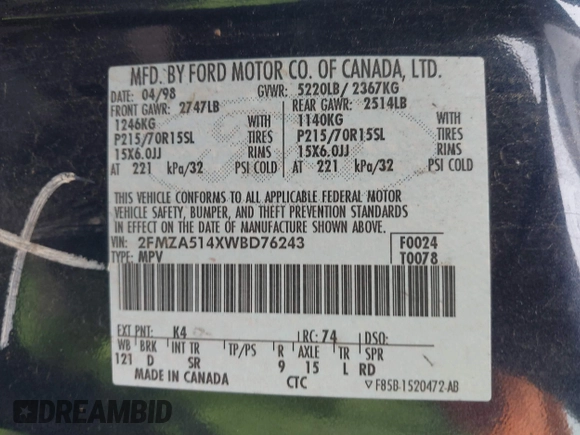 MFD. BY FORD MOTOR CO. OF CANADA, LTD.
DATE: 04/98 GVWR: 5220LB/ 2367KG
FRONT GAWR: 2747LB REAR GAWR: 2514LB
1246KG WITH 1140KG WITH
P215/70R15SL TIRES P215/70R15SL TIRES
15X6.0JJ RIMS 15X6.0JJ RIMS
AT 221 kPa/32 PSI COLD AT 221 kPa/32 PSI COLD
THIS VEHICLE CONFORMS TO ALL APPLICABLE FEDERAL MOTOR
VEHICLE SAFETY, BUMPER, AND THEFT PREVENTION STANDARDS
IN EFFECT ON THE DATE OF MANUFACTURE SHOWN ABOVE.
VIN: 2FMZA514XWBD76243 F0024
TYPE: MPV T0078
EXT PNT: K4 RC: 74 DSO:
WB BRK INT TR TP/PS R AXLE TR SPR
121 D SR 9 15 L RD
MADE IN CANADA CTC F85B-1520472-AB
DREAMBID